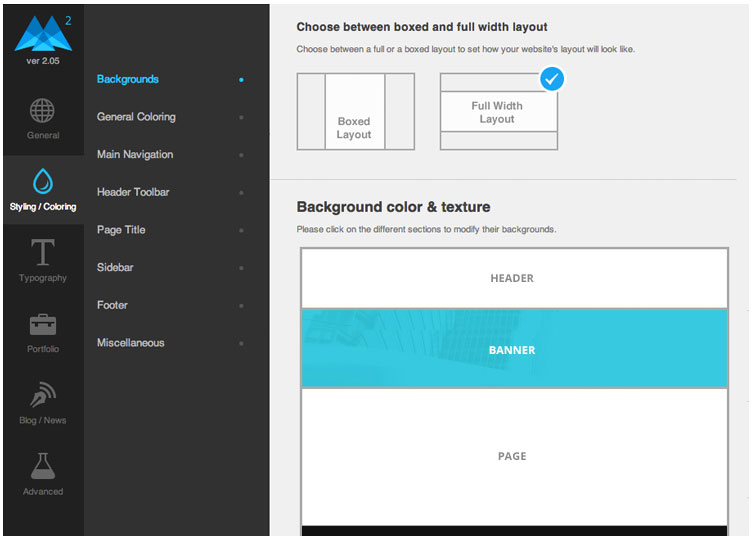 2
ver 2.05
General
Styling / Coloring
Typography
Portfolio
Blog / News
Advanced
Backgrounds
General Coloring
Main Navigation
Header Toolbar
Page Title
Sidebar
Footer
Miscellaneous
Choose between boxed and full width layout
Choose between a full or a boxed layout to set how your website's layout will look like.
Boxed
Layout
Full Width
Layout
Background color & texture
Please click on the different sections to modify their backgrounds.
HEADER
BANNER
PAGE